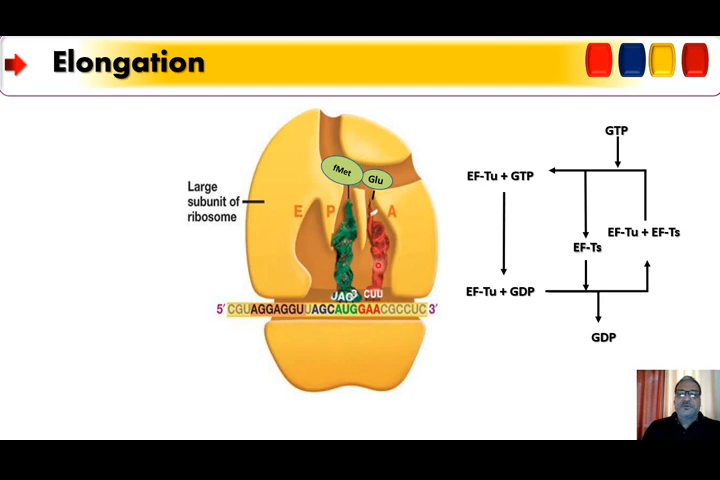 Elongation
fMet
Glu
Large
subunit of
ribosome
E P A
UAC CUU
5' CGUAGGAGGUUAGCAUGGAACGCCUC 3'
GTP
EF-Tu + GTP
EF-Tu + EF-Ts
EF-Ts
EF-Tu + GDP
GDP